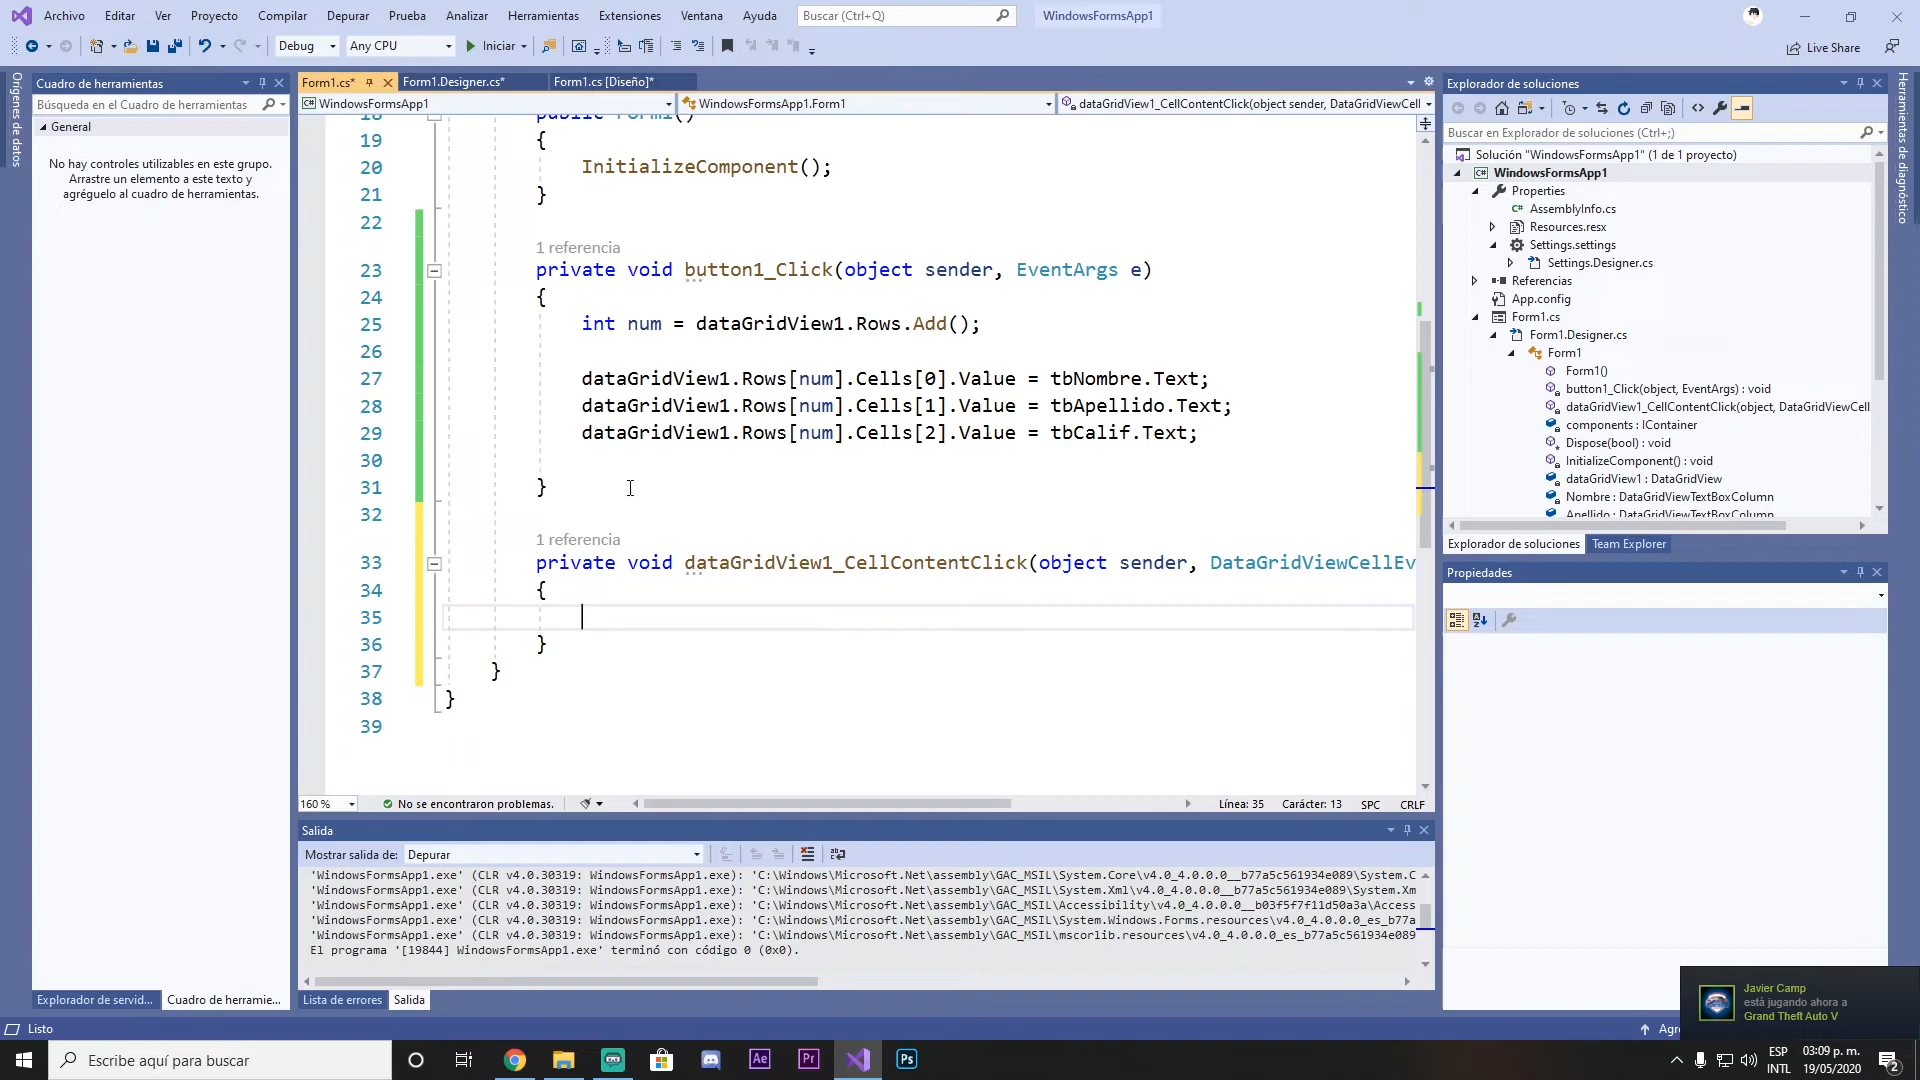 Archivo Editar Ver Proyecto Compilar Depurar Prueba Analizar Herramientas Extensiones Ventana Ayuda Buscar (Ctrl+Q) WindowsFormsApp1
Debug Any CPU Iniciar Live Share
Orígenes de datos
Cuadro de herramientas
Búsqueda en el Cuadro de herramientas
General
No hay controles utilizables en este grupo.
Arrastre un elemento a este texto y
agréguelo al cuadro de herramientas.
Explorador de servid... Cuadro de herramie...
Form1.cs* Form1.Designer.cs* Form1.cs [Diseño]*
WindowsFormsApp1 WindowsFormsApp1.Form1 dataGridView1_CellContentClick(object sender, DataGridViewCell
18 public Form1()
19 {
20 InitializeComponent();
21 }
22
1 referencia
23 private void button1_Click(object sender, EventArgs e)
24 {
25 int num = dataGridView1.Rows.Add();
26
27 dataGridView1.Rows[num].Cells[0].Value = tbNombre.Text;
28 dataGridView1.Rows[num].Cells[1].Value = tbApellido.Text;
29 dataGridView1.Rows[num].Cells[2].Value = tbCalif.Text;
30
31 }
32
1 referencia
33 private void dataGridView1_CellContentClick(object sender, DataGridViewCellEv
34 {
35
36 }
37 }
38 }
39
160 % No se encontraron problemas. Línea: 35 Carácter: 13 SPC CRLF
Salida
Mostrar salida de: Depurar
'WindowsFormsApp1.exe' (CLR v4.0.30319: WindowsFormsApp1.exe): 'C:\Windows\Microsoft.Net\assembly\GAC_MSIL\System.Core\v4.0_4.0.0.0__b77a5c561934e089\System.C
'WindowsFormsApp1.exe' (CLR v4.0.30319: WindowsFormsApp1.exe): 'C:\Windows\Microsoft.Net\assembly\GAC_MSIL\System.Xml\v4.0_4.0.0.0__b77a5c561934e089\System.Xm
'WindowsFormsApp1.exe' (CLR v4.0.30319: WindowsFormsApp1.exe): 'C:\Windows\Microsoft.Net\assembly\GAC_MSIL\Accessibility\v4.0_4.0.0.0__b03f5f7f11d50a3a\Access
'WindowsFormsApp1.exe' (CLR v4.0.30319: WindowsFormsApp1.exe): 'C:\Windows\Microsoft.Net\assembly\GAC_MSIL\System.Windows.Forms.resources\v4.0_4.0.0.0_es_b77a
'WindowsFormsApp1.exe' (CLR v4.0.30319: WindowsFormsApp1.exe): 'C:\Windows\Microsoft.Net\assembly\GAC_MSIL\mscorlib.resources\v4.0_4.0.0.0_es_b77a5c561934e089
El programa '[19844] WindowsFormsApp1.exe' terminó con código 0 (0x0).
Lista de errores Salida
Explorador de soluciones
Buscar en Explorador de soluciones (Ctrl+;)
Solución "WindowsFormsApp1" (1 de 1 proyecto)
WindowsFormsApp1
Properties
AssemblyInfo.cs
Resources.resx
Settings.settings
Settings.Designer.cs
Referencias
App.config
Form1.cs
Form1.Designer.cs
Form1
Form1()
button1_Click(object, EventArgs) : void
dataGridView1_CellContentClick(object, DataGridViewCell
components : IContainer
Dispose(bool) : void
InitializeComponent() : void
dataGridView1 : DataGridView
Nombre : DataGridViewTextBoxColumn
Apellido : DataGridViewTextBoxColumn
Explorador de soluciones Team Explorer
Propiedades
Herramientas de diagnóstico
Javier Camp
está jugando ahora a
Grand Theft Auto V
Listo Agre
Escribe aquí para buscar Ae Pr Ps
ESP
INTL
03:09 p. m.
19/05/2020
2